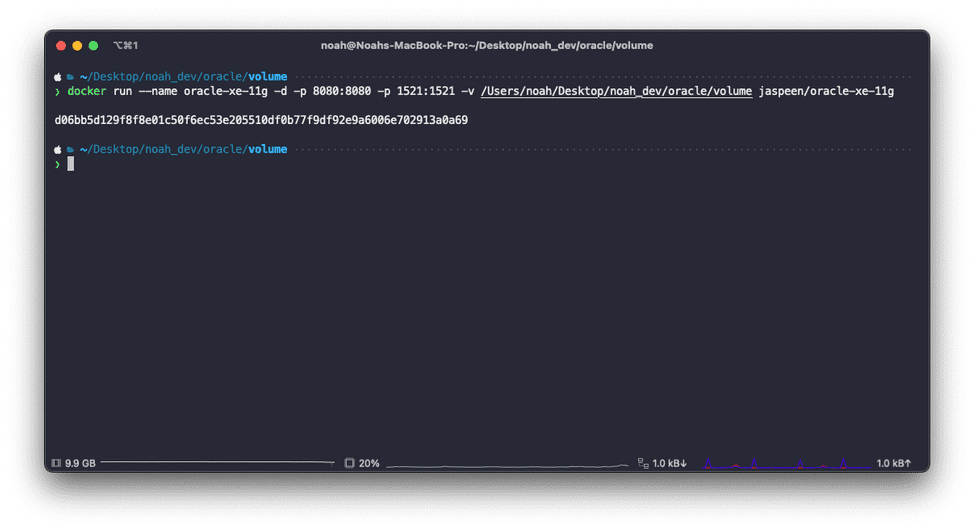 ⌥⌘1
noah@Noahs-MacBook-Pro:~/Desktop/noah_dev/oracle/volume
~/Desktop/noah_dev/oracle/volume
❯ docker run --name oracle-xe-11g -d -p 8080:8080 -p 1521:1521 -v /Users/noah/Desktop/noah_dev/oracle/volume jaspeen/oracle-xe-11g
d06bb5d129f8f8e01c50f6ec53e205510df0b77f9df92e9a6006e702913a0a69
~/Desktop/noah_dev/oracle/volume
❯
9.9 GB 20% 1.0 kB↓ 1.0 kB↑